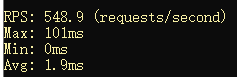 RPS: 548.9 (requests/second)
Max: 101ms
Min: 0ms
Avg: 1.9ms